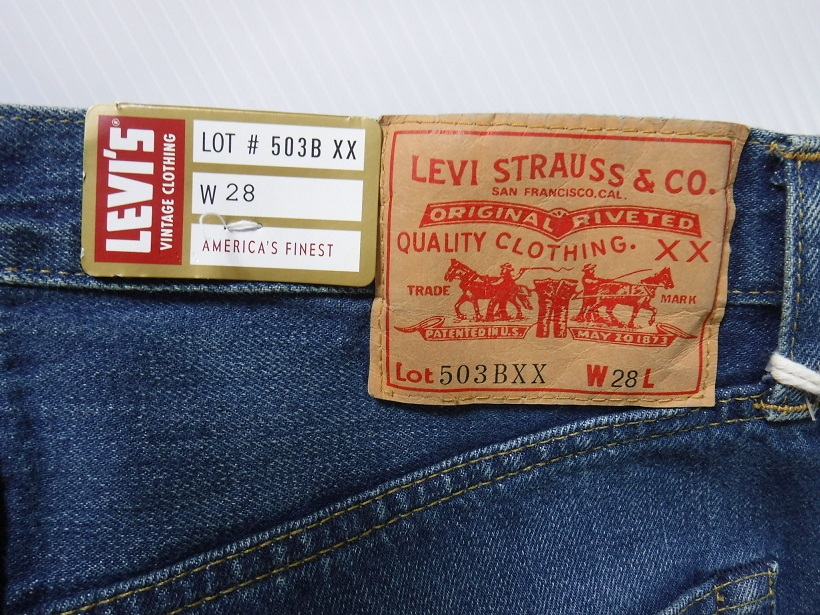 LEVI'S®
VINTAGE CLOTHING
LOT # 503B XX
W 28
AMERICA'S FINEST
LEVI STRAUSS & CO.
SAN FRANCISCO.CAL.
ORIGINAL RIVETED
QUALITY CLOTHING. XX
TRADE MARK
PATENTED IN U.S. MAY 20 1873
Lot 503BXX W 28 L